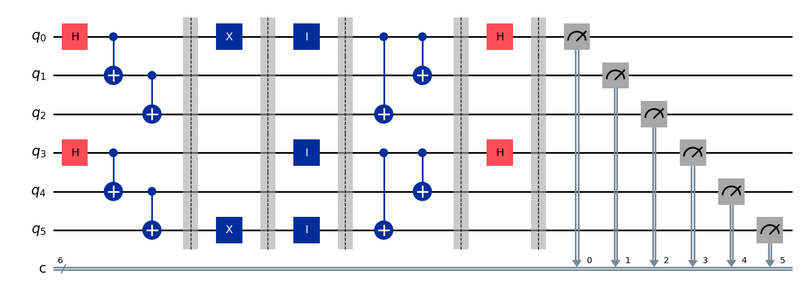 q0 H X I H
q1
q2
q3 H I H
q4
q5 X I
c 6 0 1 2 3 4 5